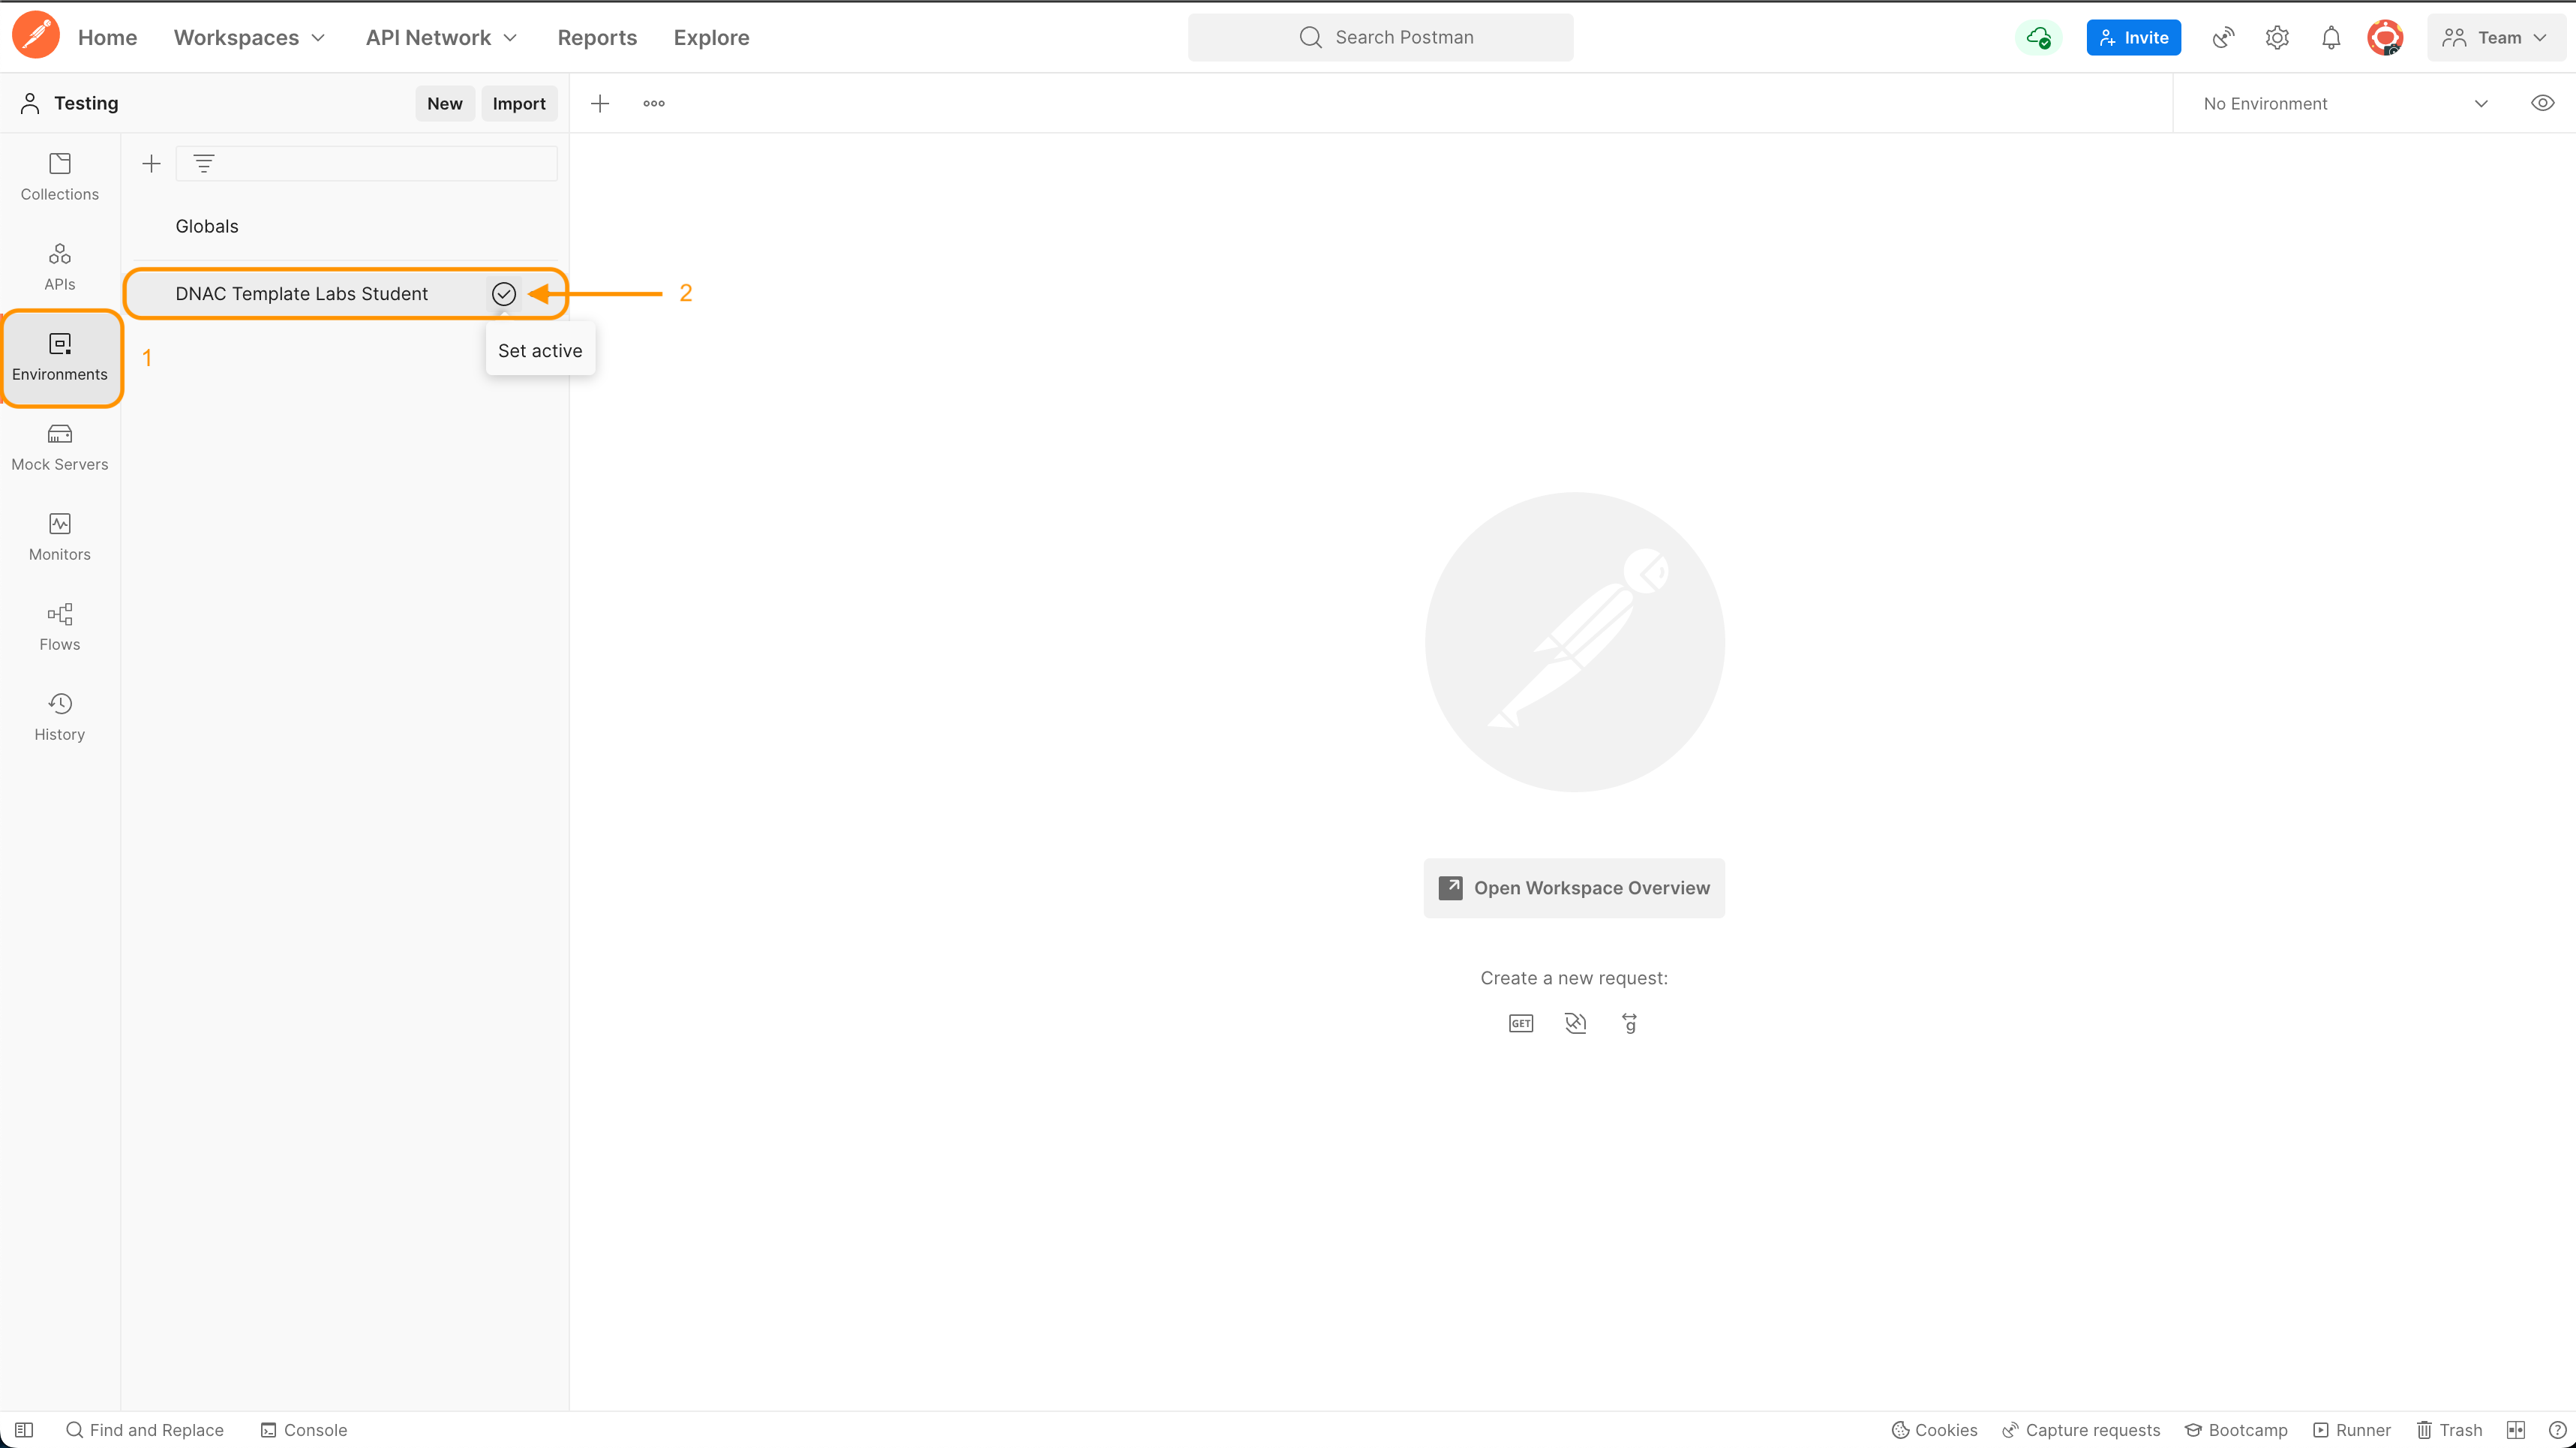 Home Workspaces API Network Reports Explore Search Postman Invite Team
Testing New Import No Environment
Collections
Globals
APIs
DNAC Template Labs Student 2
Set active
Environments 1
Mock Servers
Monitors
Flows
History
Open Workspace Overview
Create a new request:
GET g
Find and Replace Console Cookies Capture requests Bootcamp Runner Trash